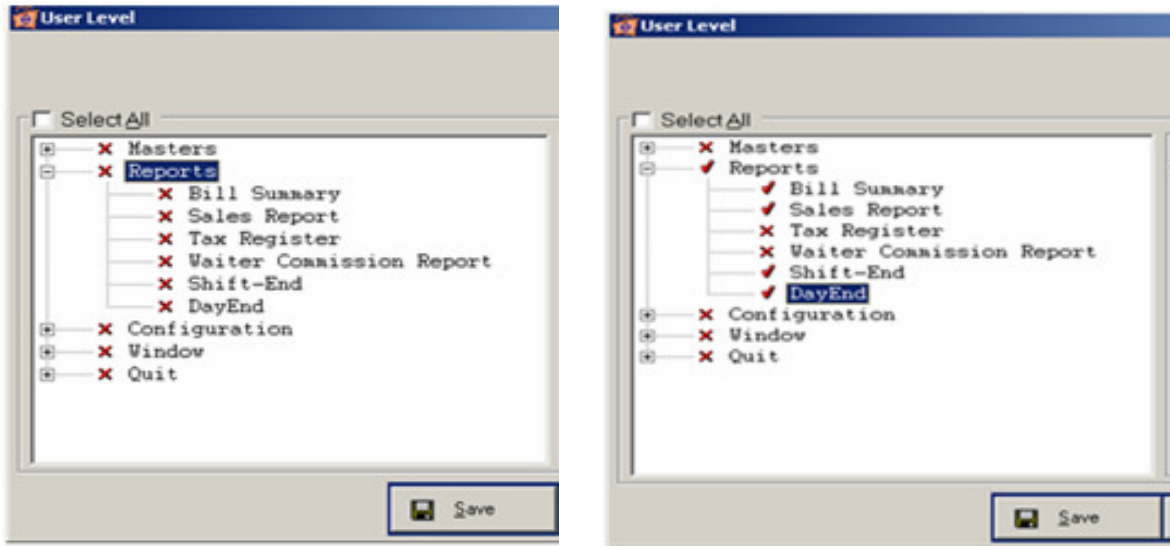 User Level
Select All
Masters
Reports
Bill Summary
Sales Report
Tax Register
Waiter Commission Report
Shift-End
DayEnd
Configuration
Window
Quit
Save
User Level
Select All
Masters
Reports
Bill Summary
Sales Report
Tax Register
Waiter Commission Report
Shift-End
DayEnd
Configuration
Window
Quit
Save